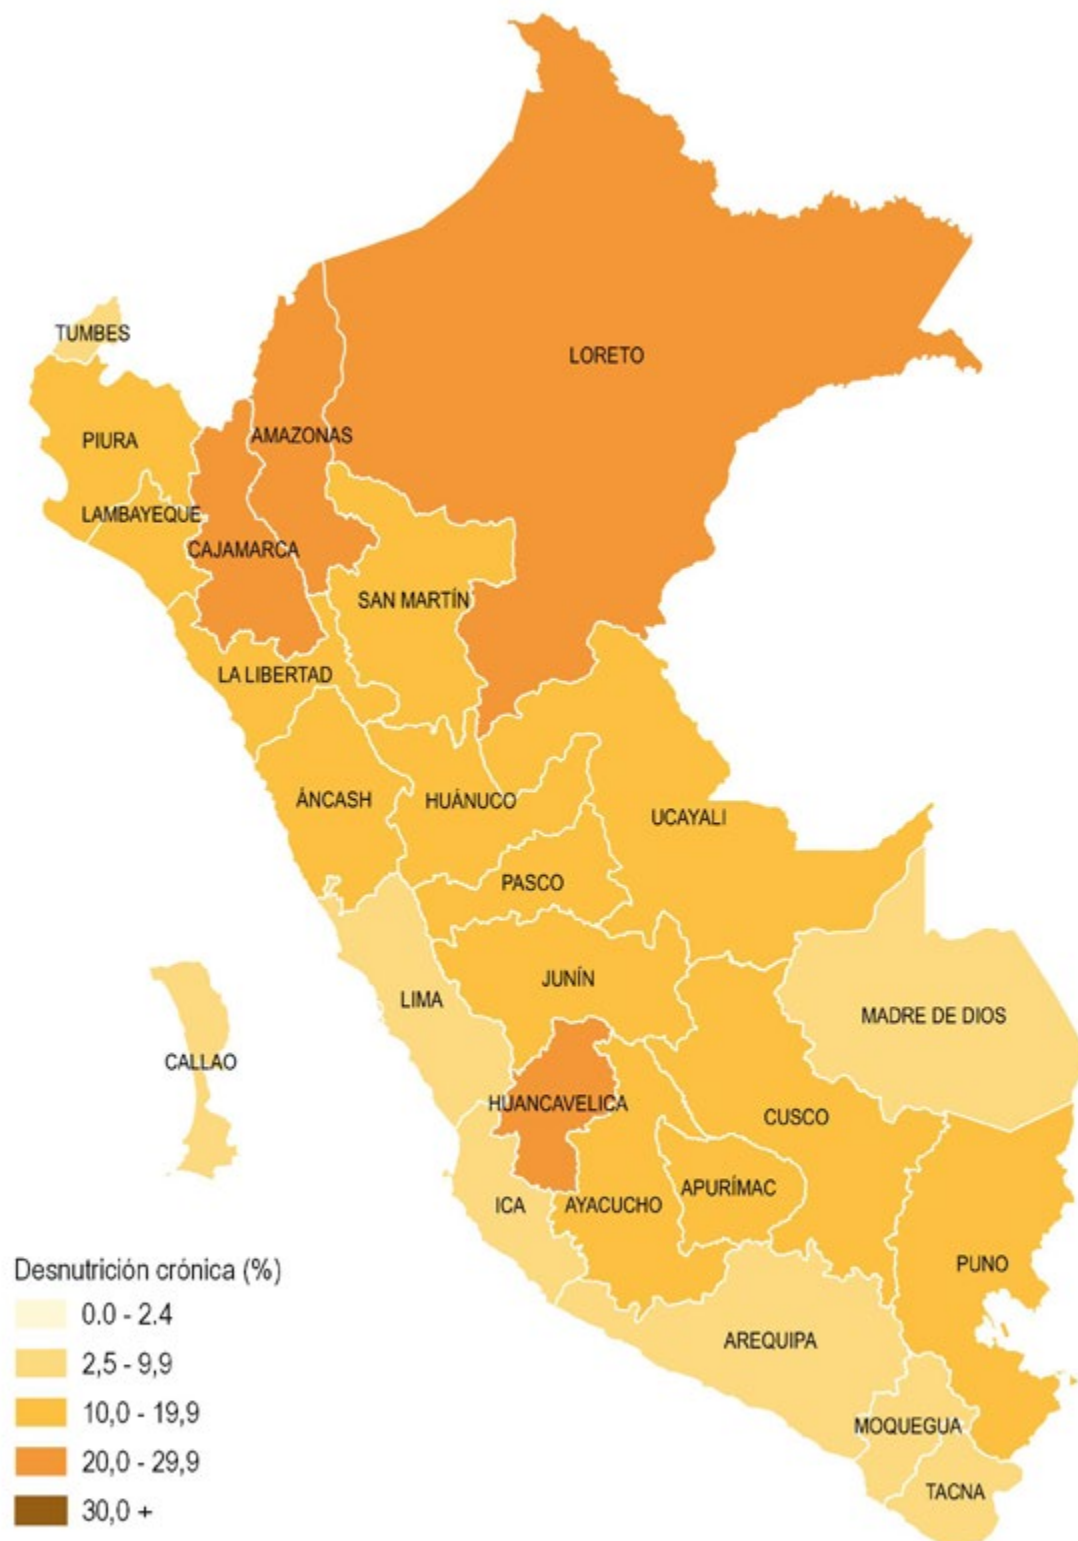 TUMBES
LORETO
AMAZONAS
PIURA
LAMBAYEQUE
CAJAMARCA
SAN MARTÍN
LA LIBERTAD
ÁNCASH
HUÁNUCO
UCAYALI
PASCO
JUNÍN
LIMA
MADRE DE DIOS
CALLAO
HUANCAVELICA
CUSCO
ICA
AYACUCHO
APURÍMAC
PUNO
AREQUIPA
MOQUEGUA
TACNA
Desnutrición crónica (%)
0.0 - 2.4
2,5 - 9,9
10,0 - 19,9
20,0 - 29,9
30,0 +